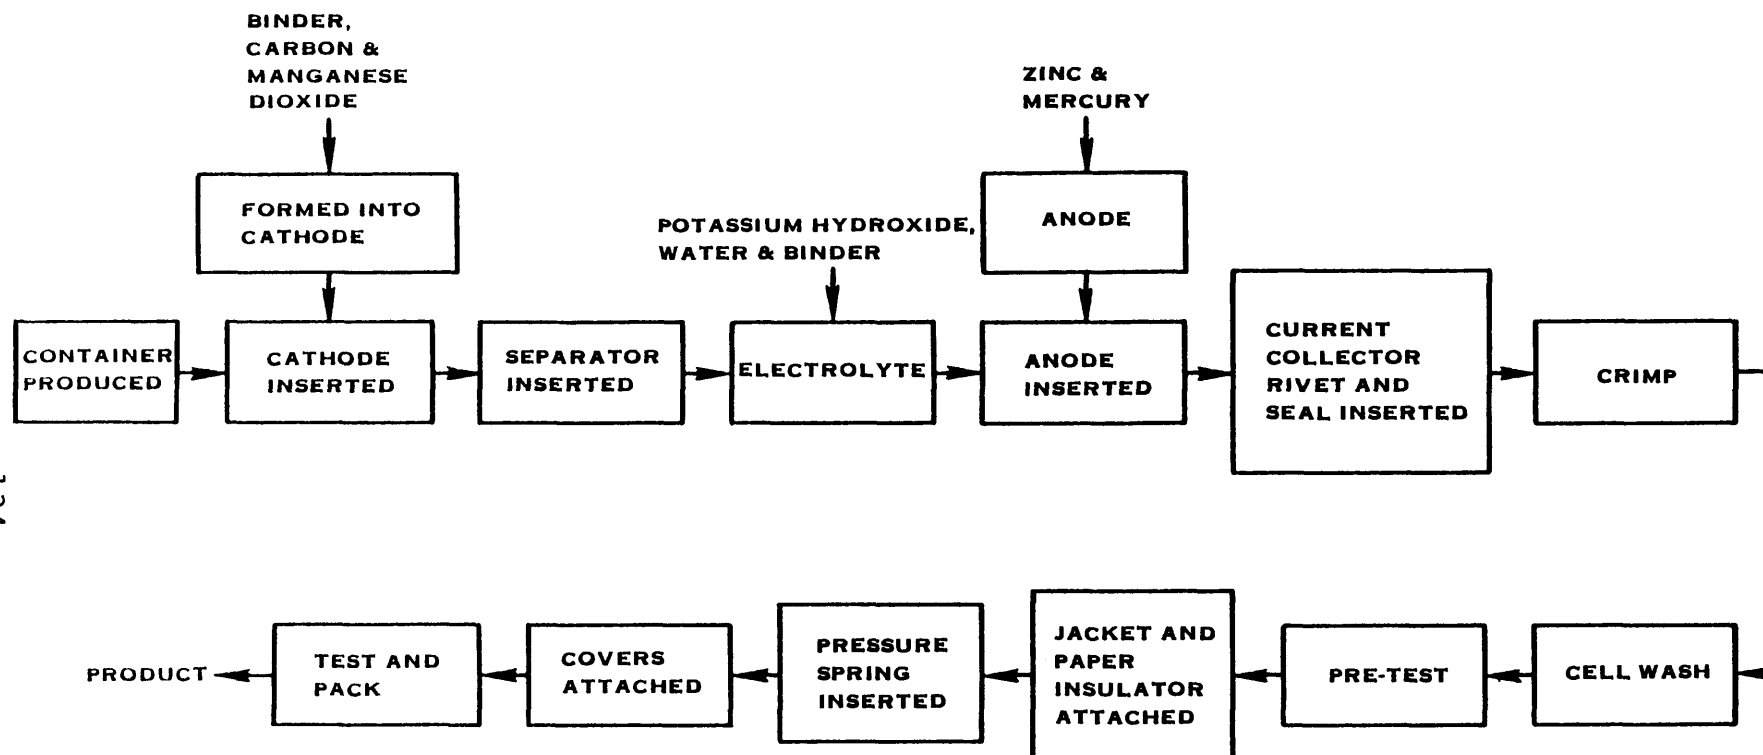 BINDER,
CARBON &
MANGANESE
DIOXIDE
ZINC &
MERCURY
FORMED INTO
CATHODE
POTASSIUM HYDROXIDE,
WATER & BINDER
ANODE
CONTAINER
PRODUCED
CATHODE
INSERTED
SEPARATOR
INSERTED
ELECTROLYTE
ANODE
INSERTED
CURRENT
COLLECTOR
RIVET AND
SEAL INSERTED
CRIMP
PRODUCT
TEST AND
PACK
COVERS
ATTACHED
PRESSURE
SPRING
INSERTED
JACKET AND
PAPER
INSULATOR
ATTACHED
PRE-TEST
CELL WASH